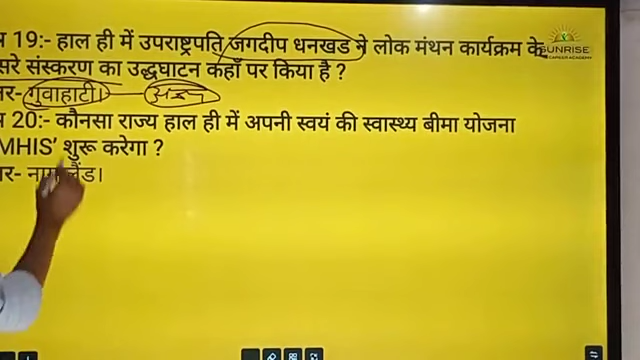 19:- हाल ही में उपराष्ट्रपति जगदीप धनखड ने लोक मंथन कार्यक्रम के
सरे संस्करण का उद्धघाटन कहाँ पर किया है ?
र- गुवाहाटी।
20:- कौनसा राज्य हाल ही में अपनी स्वयं की स्वास्थ्य बीमा योजना
MHIS’ शुरू करेगा ?
र-
SUNRISE
CAREER ACADEMY